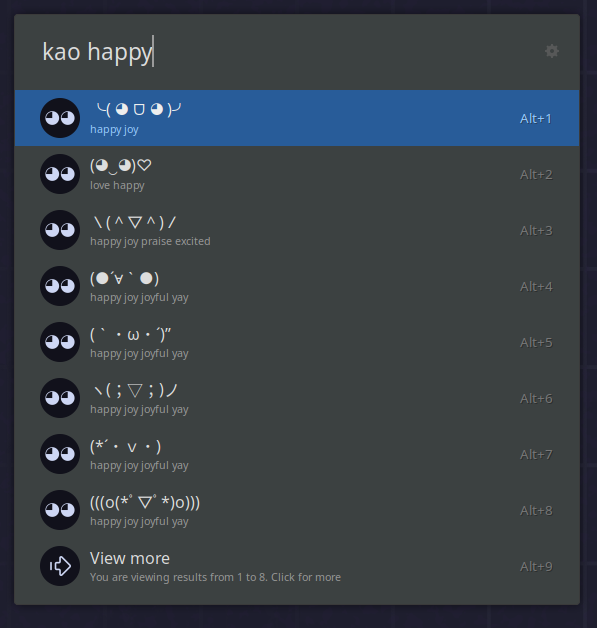 kao happy
╰( ◕ ᗜ ◕ )╯
happy joy
Alt+1
(◕‿◕)♡
love happy
Alt+2
\ ( ^ ▽ ^ ) /
happy joy praise excited
Alt+3
(●´∀｀●)
happy joy joyful yay
Alt+4
(｀・ω・´)”
happy joy joyful yay
Alt+5
ヽ(；▽；)ノ
happy joy joyful yay
Alt+6
(*´・ｖ・)
happy joy joyful yay
Alt+7
(((o(*ﾟ▽ﾟ*)o)))
happy joy joyful yay
Alt+8
View more
You are viewing results from 1 to 8. Click for more
Alt+9